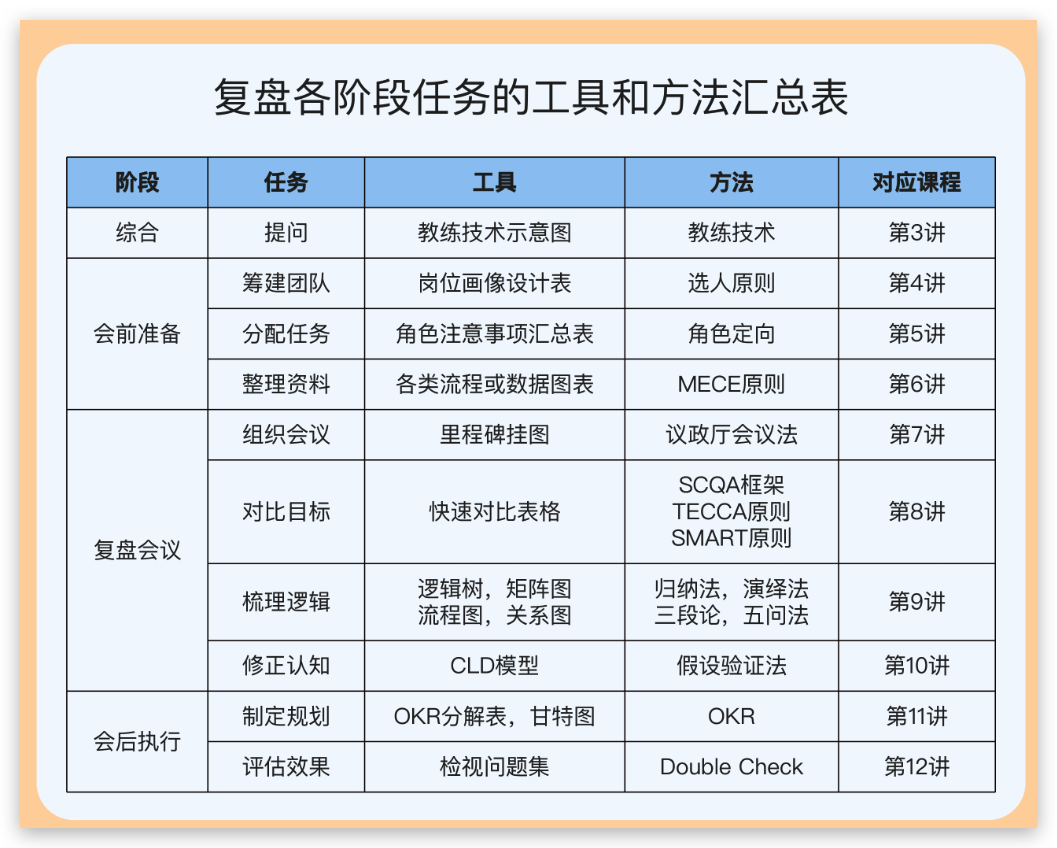 复盘各阶段任务的工具和方法汇总表
阶段 任务 工具 方法 对应课程
综合 提问 教练技术示意图 教练技术 第3讲
会前准备
筹建团队 岗位画像设计表 选人原则 第4讲
分配任务 角色注意事项汇总表 角色定向 第5讲
整理资料 各类流程或数据图表 MECE原则 第6讲
复盘会议
组织会议 里程碑挂图 议政厅会议法 第7讲
对比目标 快速对比表格
SCQA框架
TECCA原则
SMART原则
第8讲
梳理逻辑
逻辑树，矩阵图
流程图，关系图
归纳法，演绎法
三段论，五问法
第9讲
修正认知 CLD模型 假设验证法 第10讲
会后执行
制定规划 OKR分解表，甘特图 OKR 第11讲
评估效果 检视问题集 Double Check 第12讲